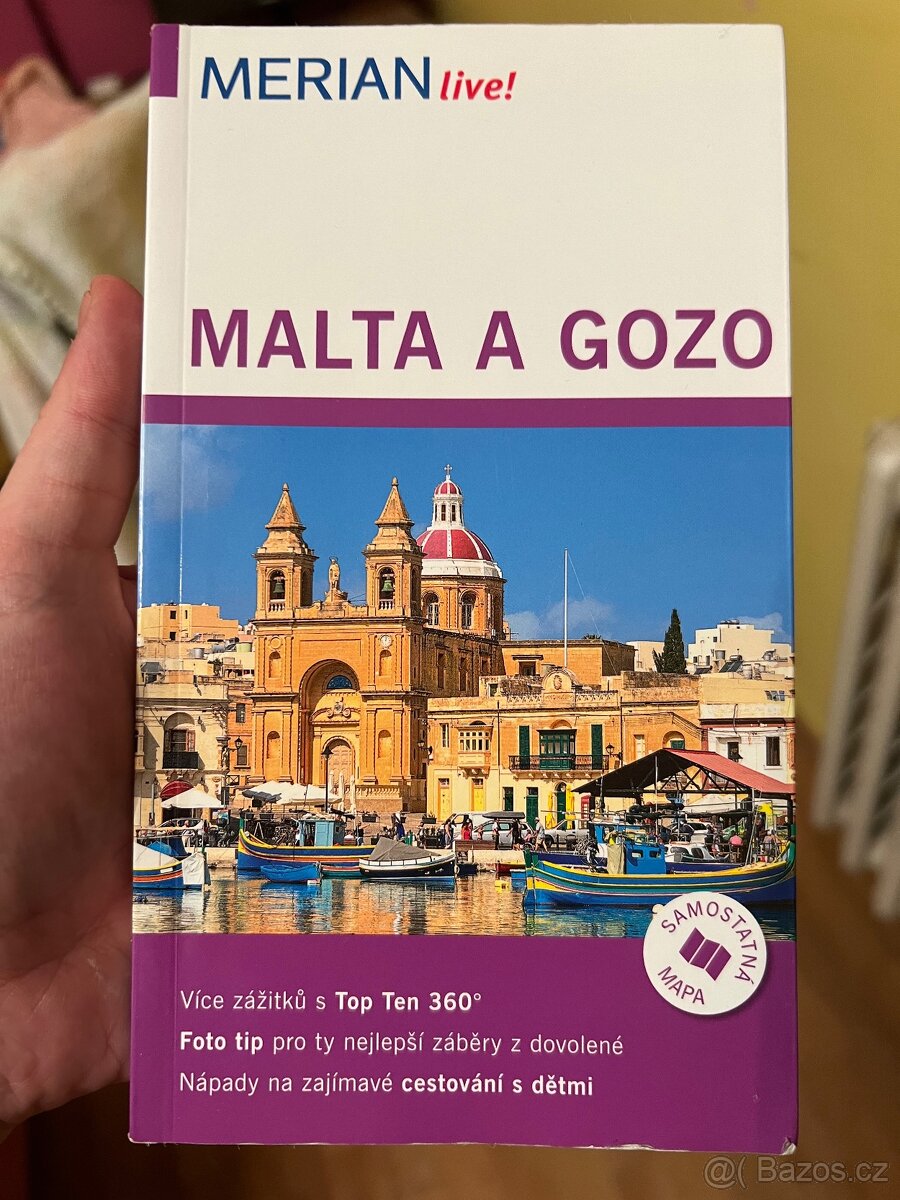 MERIAN live!
MALTA A GOZO
SAMOSTATNÁ
MAPA
Více zážitků s Top Ten 360°
Foto tip pro ty nejlepší záběry z dovolené
Nápady na zajímavé cestování s dětmi
@( Bazos.cz